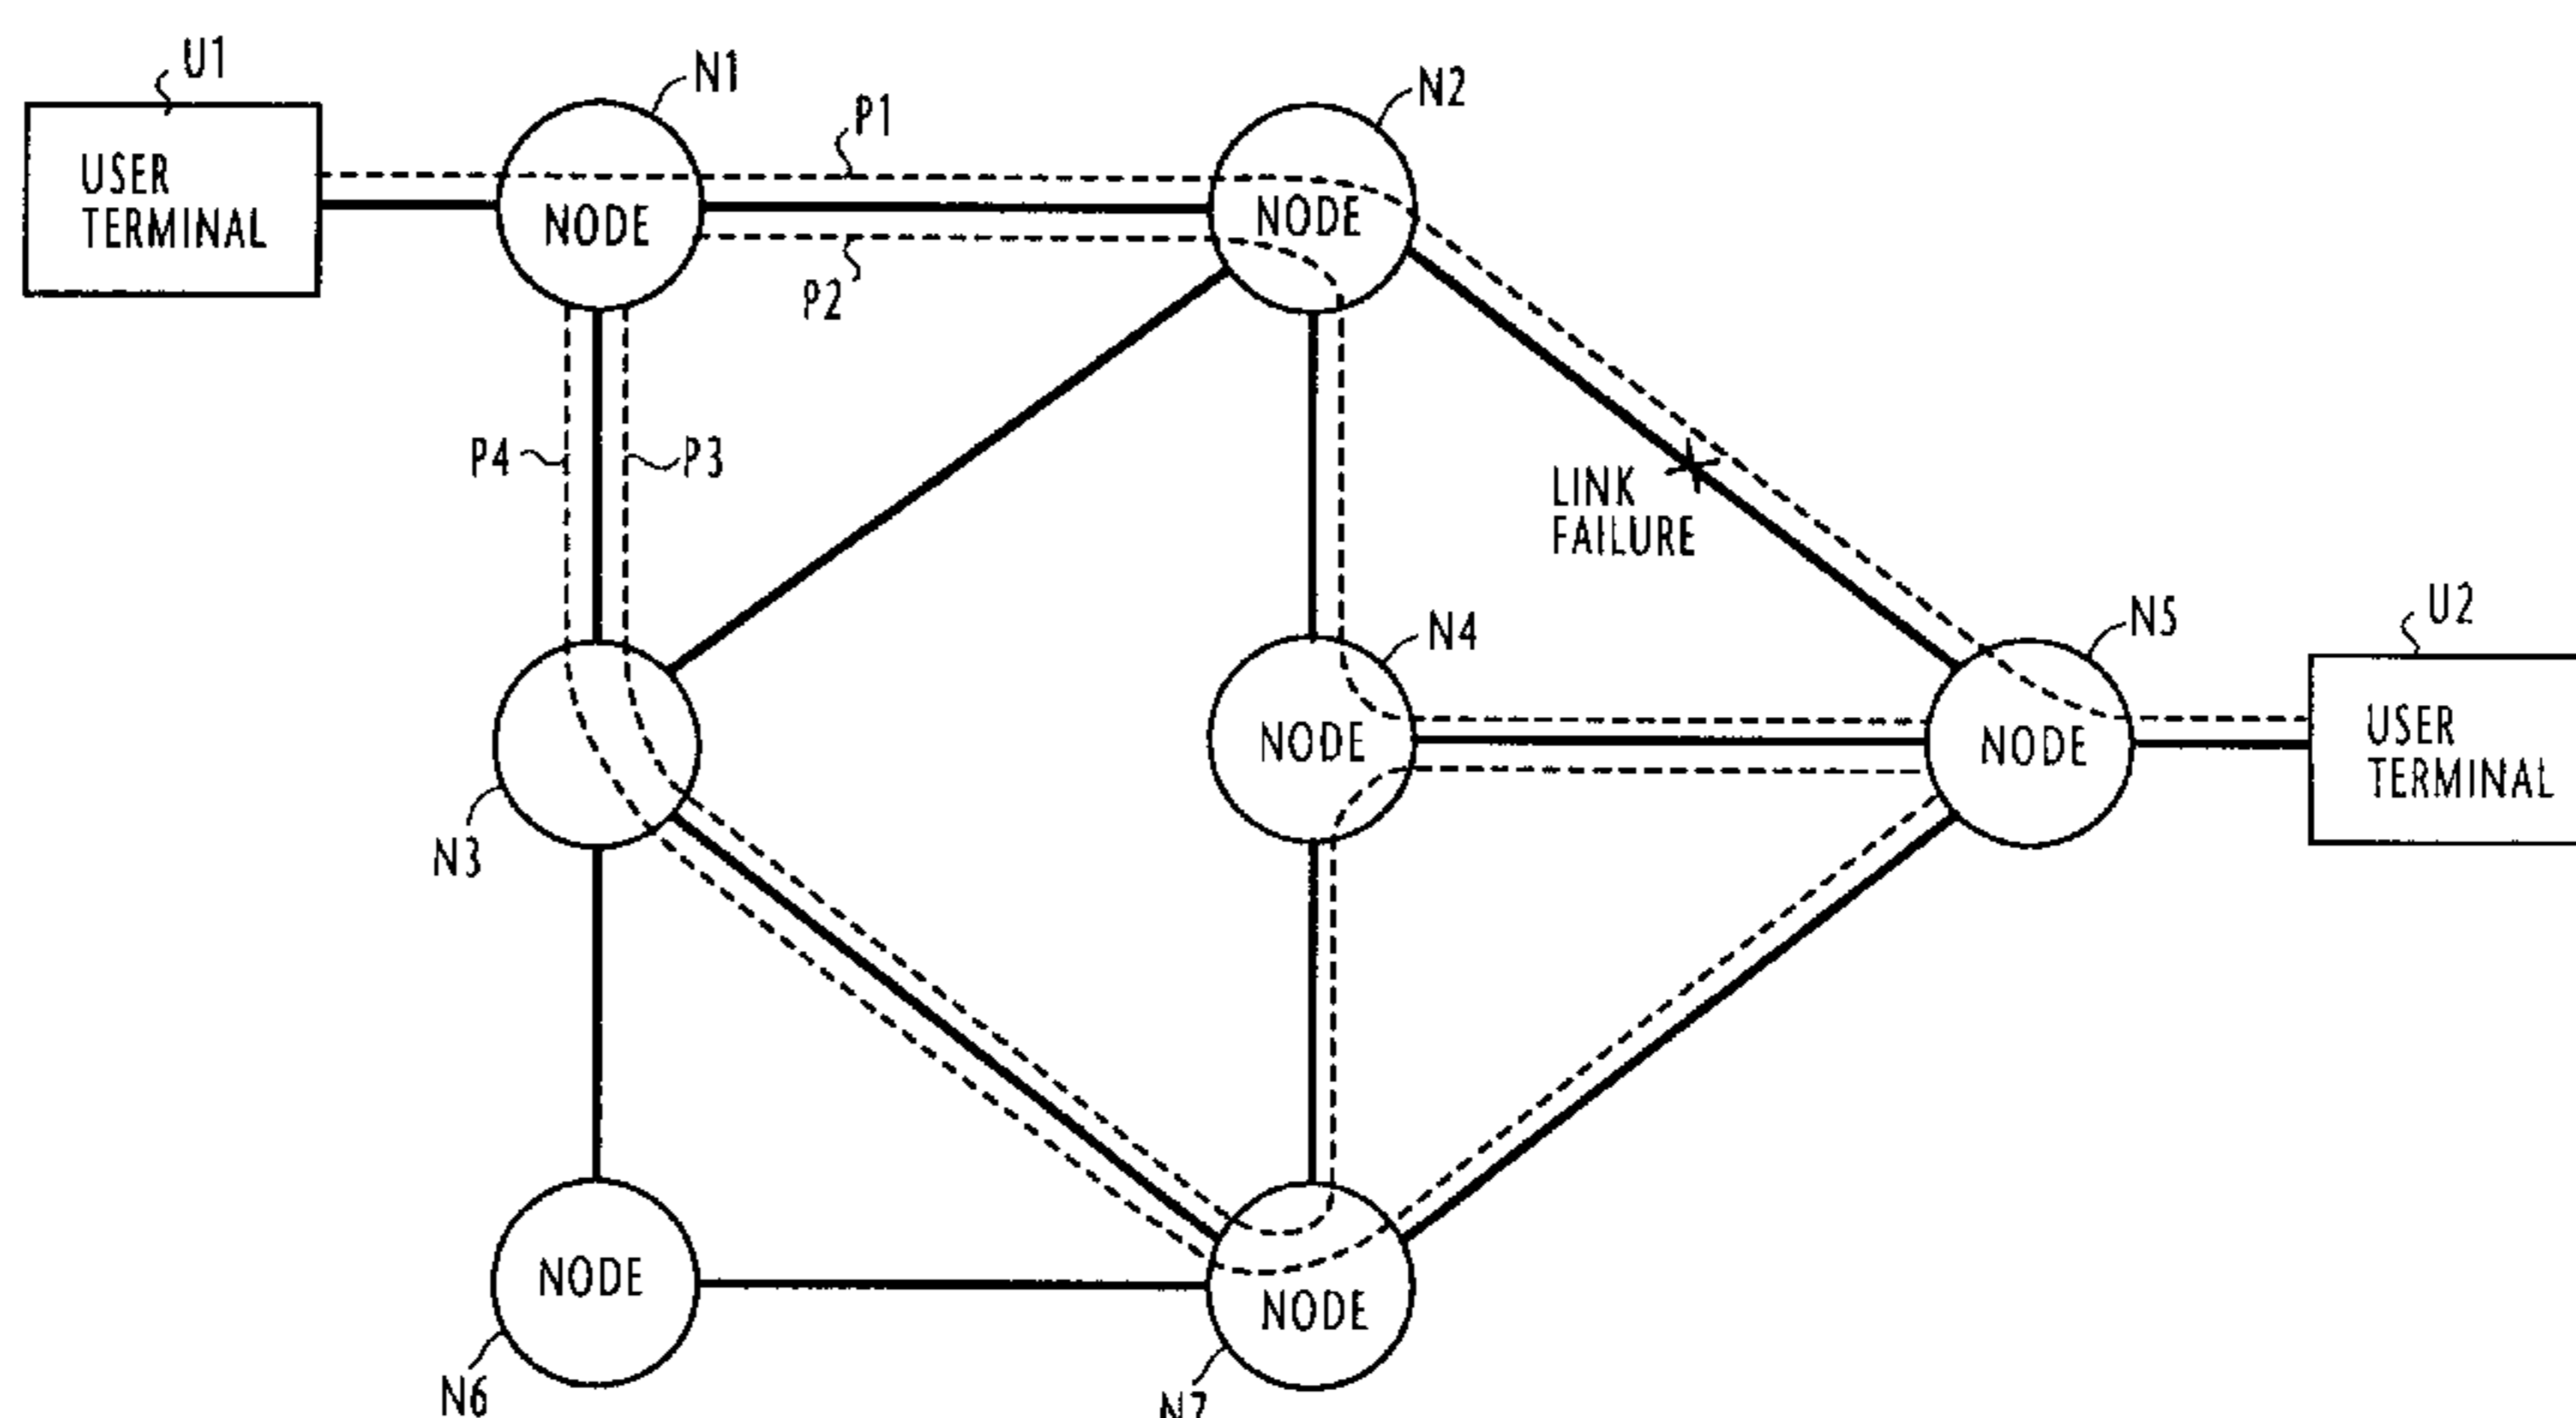 U1
N1
P1
N2
USER
TERMINAL
NODE
NODE
P2
P4
P3
LINK
FAILURE
N4
N5
U2
NODE
NODE
USER
TERMINAL
N3
NODE
NODE
N6
N7